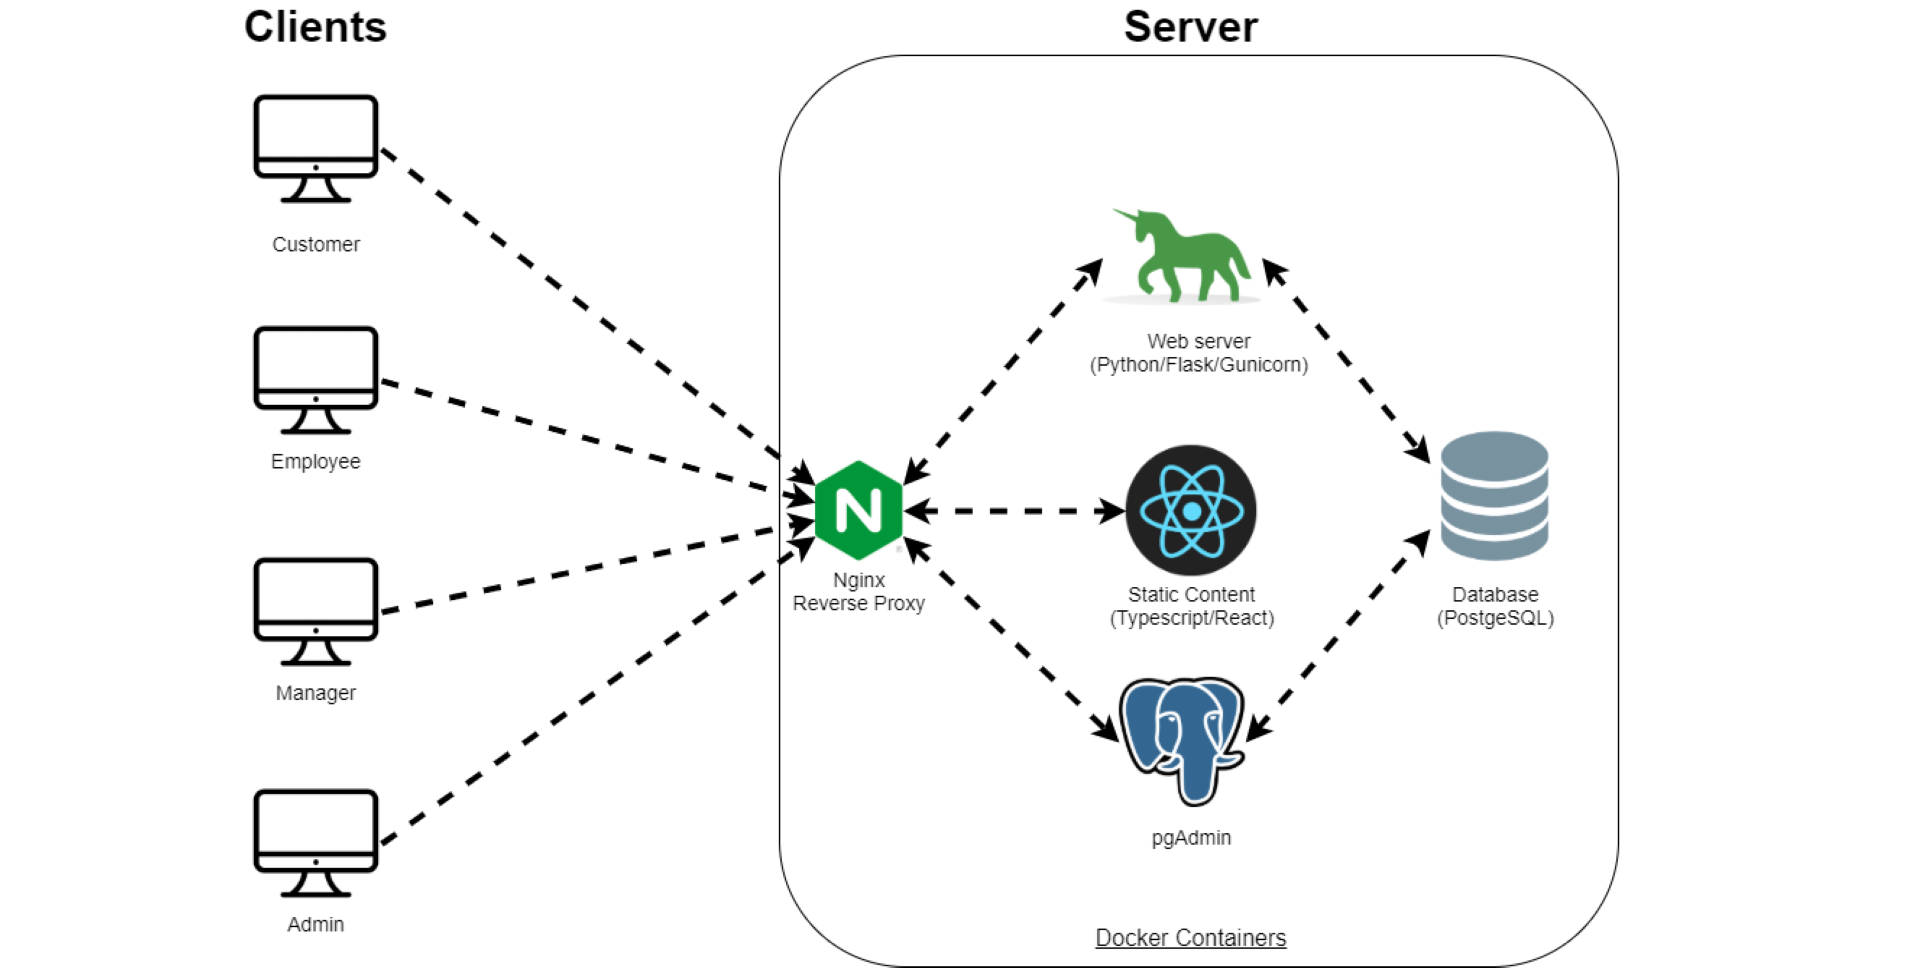 Clients
Server
Customer
Employee
Manager
Admin
N
Nginx
Reverse Proxy
Web server
(Python/Flask/Gunicorn)
Static Content
(Typescript/React)
pgAdmin
Database
(PostgeSQL)
Docker Containers